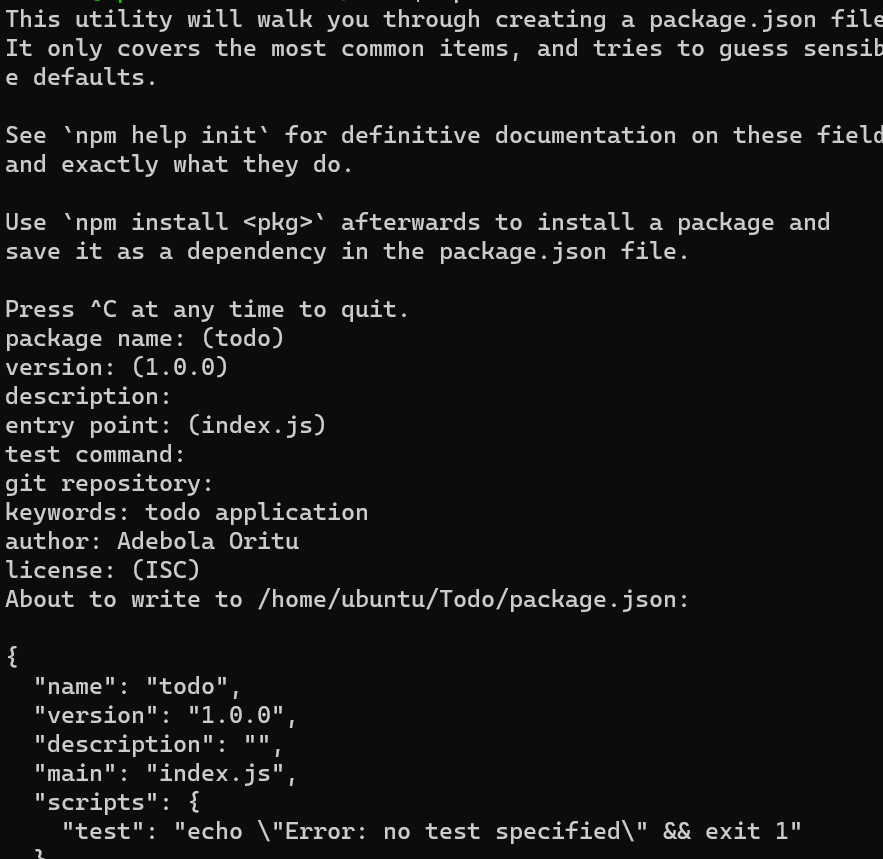 This utility will walk you through creating a package.json file
It only covers the most common items, and tries to guess sensib
e defaults.
See `npm help init` for definitive documentation on these field
and exactly what they do.
Use `npm install <pkg>` afterwards to install a package and
save it as a dependency in the package.json file.
Press ^C at any time to quit.
package name: (todo)
version: (1.0.0)
description:
entry point: (index.js)
test command:
git repository:
keywords: todo application
author: Adebola Oritu
license: (ISC)
About to write to /home/ubuntu/Todo/package.json:
{
  "name": "todo",
  "version": "1.0.0",
  "description": "",
  "main": "index.js",
  "scripts": {
    "test": "echo \"Error: no test specified\" && exit 1"
  }